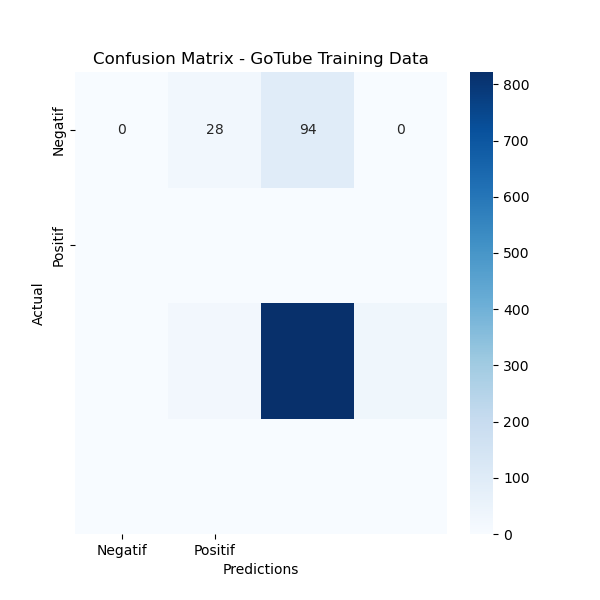 Confusion Matrix - GoTube Training Data
Negatif
0 28 94 0
Positif
Actual
Negatif Positif
Predictions
800
700
600
500
400
300
200
100
0